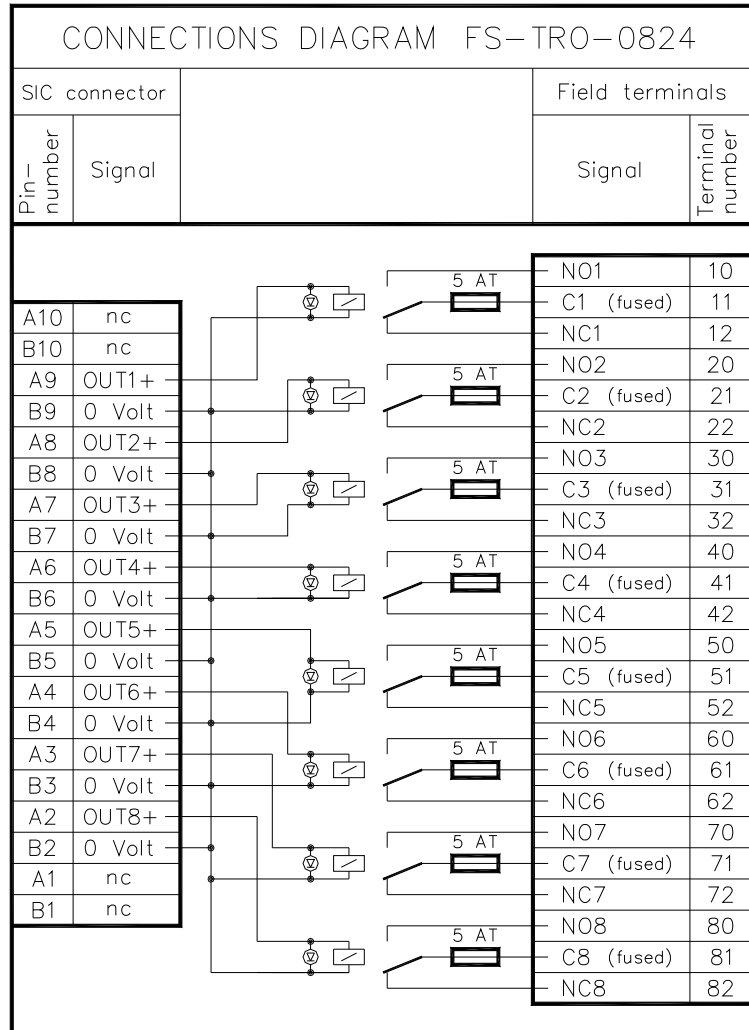 CONNECTIONS DIAGRAM FS-TRO-0824
SIC connector
Field terminals
Pin-number
Signal
Signal
Terminal number
A10 nc
B10 nc
A9 OUT1+
B9 0 Volt
A8 OUT2+
B8 0 Volt
A7 OUT3+
B7 0 Volt
A6 OUT4+
B6 0 Volt
A5 OUT5+
B5 0 Volt
A4 OUT6+
B4 0 Volt
A3 OUT7+
B3 0 Volt
A2 OUT8+
B2 0 Volt
A1 nc
B1 nc
5 AT
5 AT
5 AT
5 AT
5 AT
5 AT
5 AT
5 AT
NO1 10
C1 (fused) 11
NC1 12
NO2 20
C2 (fused) 21
NC2 22
NO3 30
C3 (fused) 31
NC3 32
NO4 40
C4 (fused) 41
NC4 42
NO5 50
C5 (fused) 51
NC5 52
NO6 60
C6 (fused) 61
NC6 62
NO7 70
C7 (fused) 71
NC7 72
NO8 80
C8 (fused) 81
NC8 82